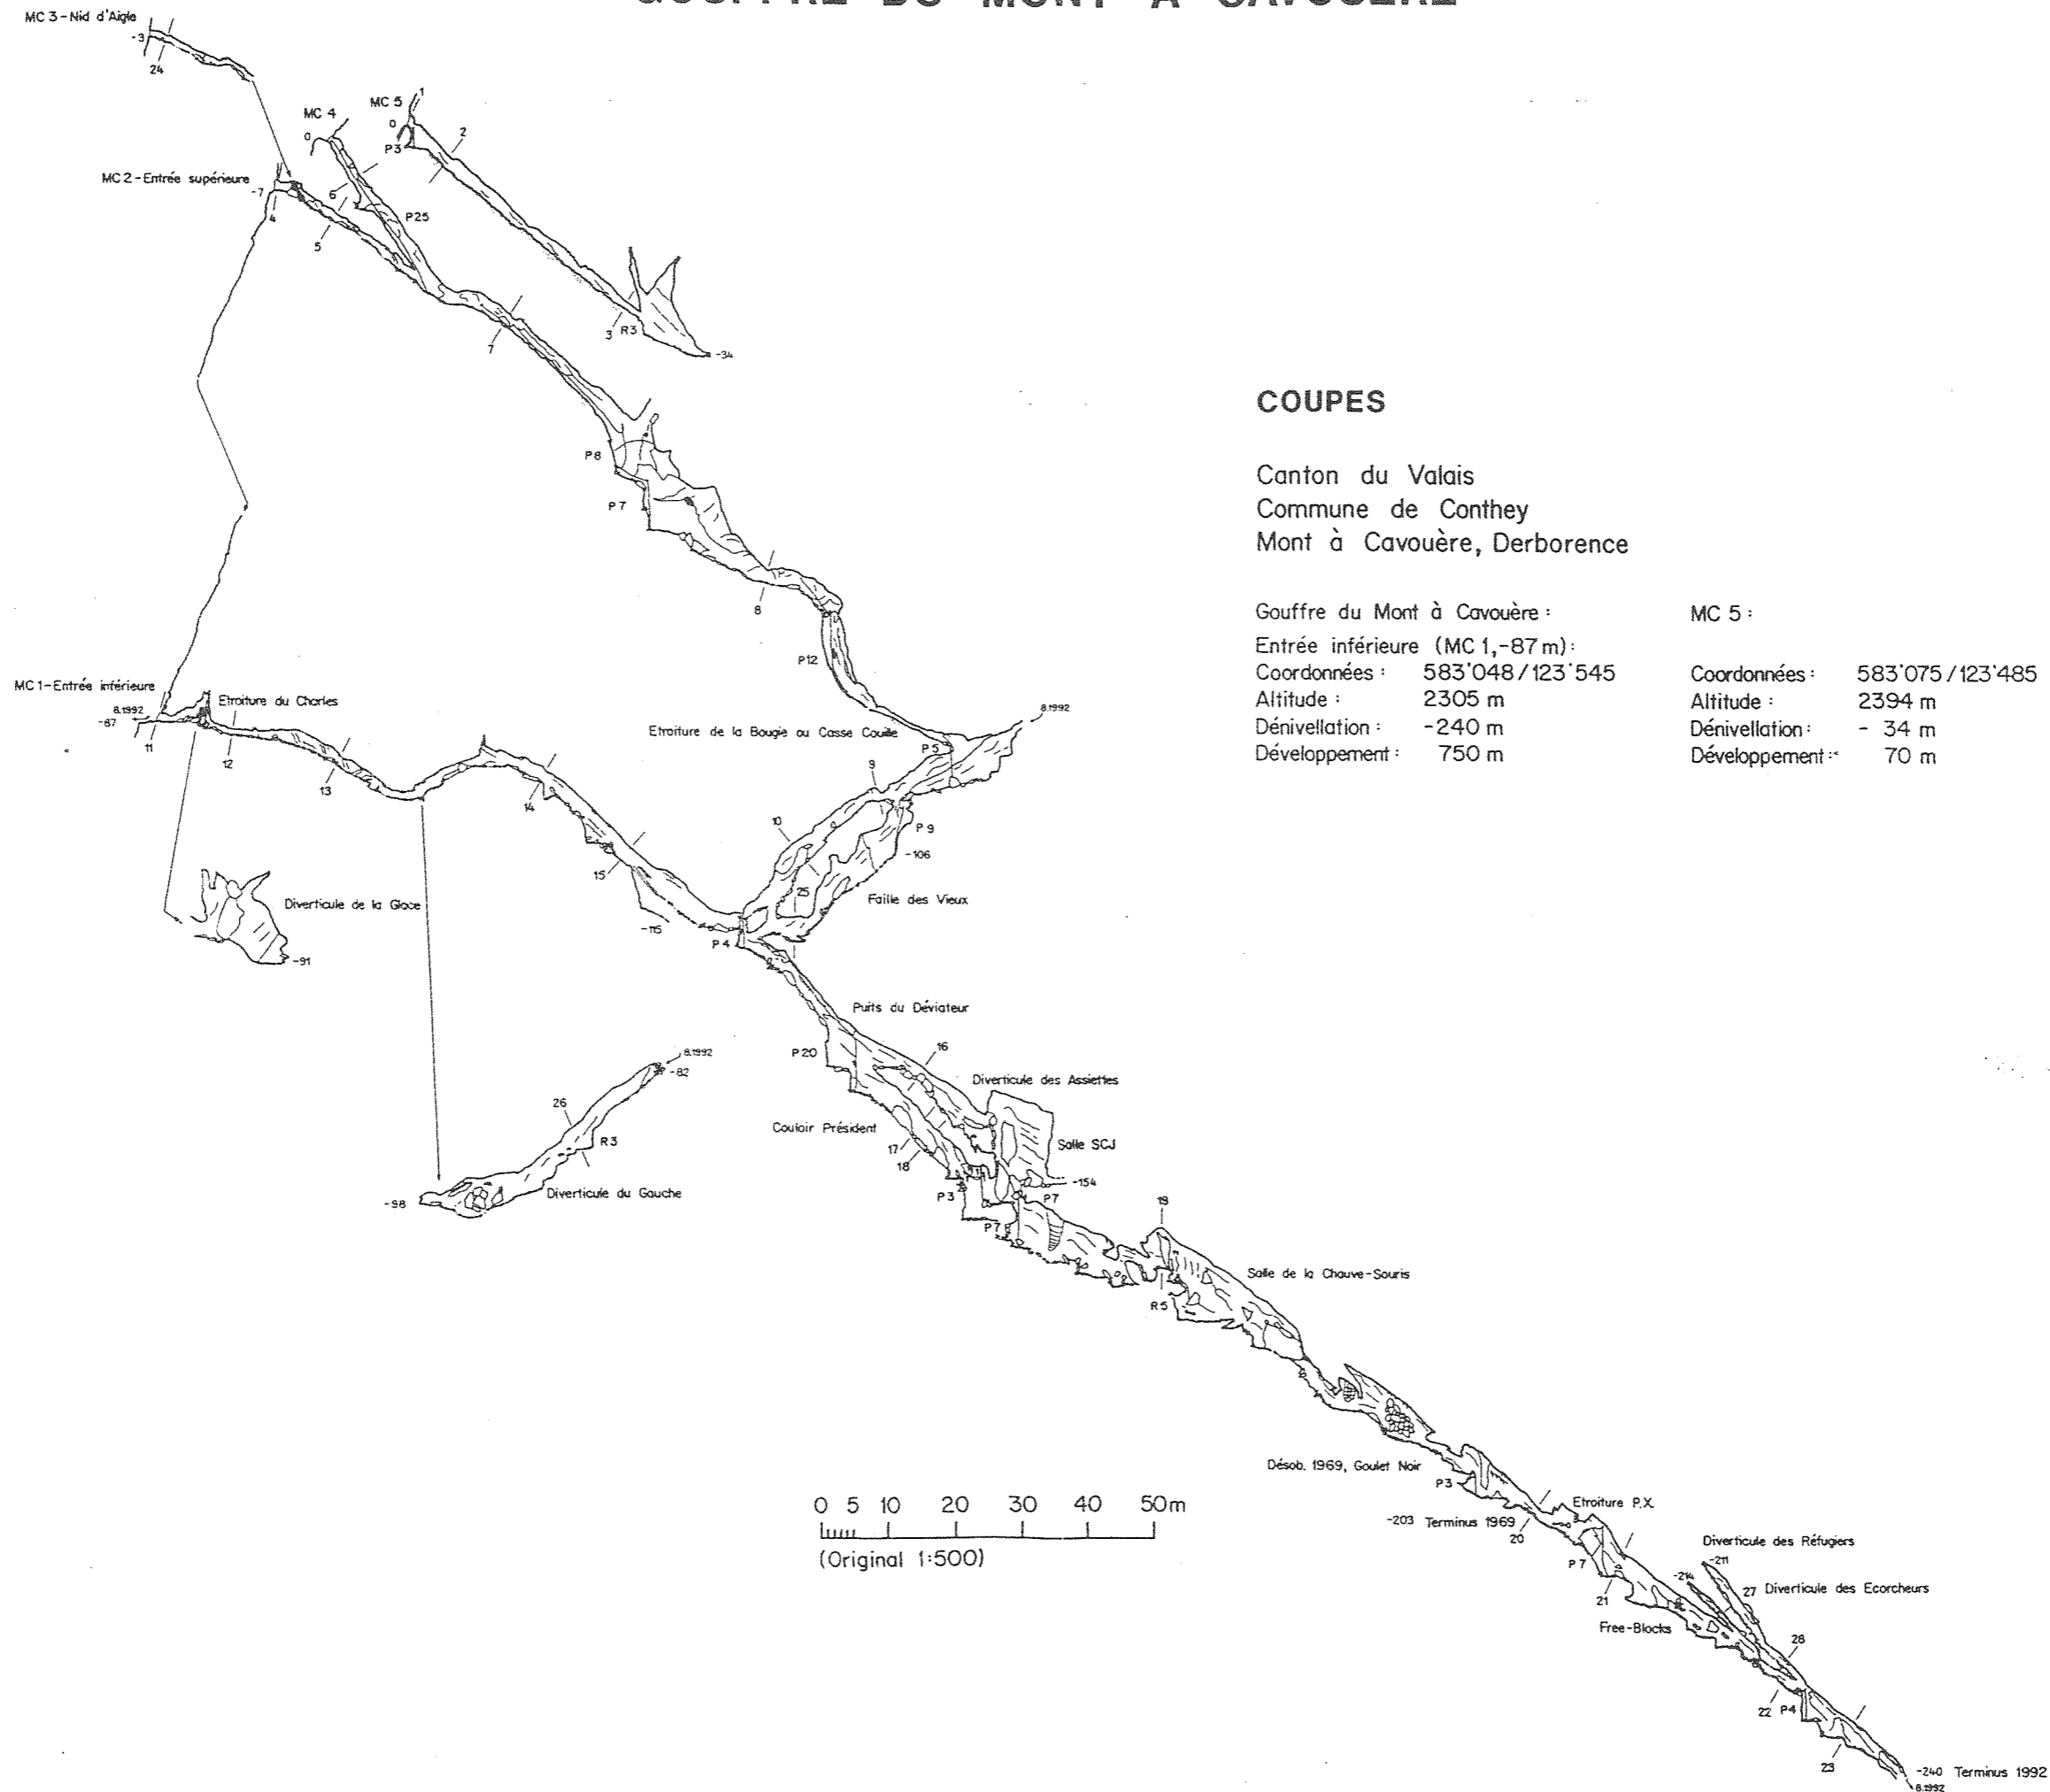 GOUFFRE DU MONT À CAVOUÈRE
MC 3 - Nid d'Aigle
-3
24
MC 4
0
MC 5
0
1
2
P3
MC 2 - Entrée supérieure
-7
4
5
6
P25
7
3
R3
-34
P8
P7
8
P12
COUPES
Canton du Valais
Commune de Conthey
Mont à Cavouère, Derborence
Gouffre du Mont à Cavouère :
Entrée inférieure (MC 1, -87 m) :
Coordonnées : 583'048 / 123'545
Altitude : 2305 m
Dénivellation : -240 m
Développement : 750 m
MC 5 :
Coordonnées : 583'075 / 123'485
Altitude : 2394 m
Dénivellation : - 34 m
Développement : 70 m
MC 1 - Entrée inférieure
8.1992
-87
11
Etroiture du Charles
12
13
14
15
-115
Etroiture de la Bougie ou Casse Couille
P5
8.1992
9
10
P9
-106
25
Faille des Vieux
P4
Diverticule de la Glace
-91
Puits du Déviateur
P20
16
Diverticule des Assiettes
Couloir Président
17
18
Salle SCJ
-154
P3
P7
P7
8.1992
-82
26
R3
Diverticule du Gauche
-98
19
Salle de la Chauve-Souris
R5
Désob. 1969, Goulet Noir
P3
-203 Terminus 1969
20
Etroiture P.X.
P7
21
Diverticule des Réfugiers
-211
-214
27
Diverticule des Ecorcheurs
Free-Blocks
28
22
P4
23
-240 Terminus 1992
8.1992
0 5 10 20 30 40 50m
(Original 1:500)